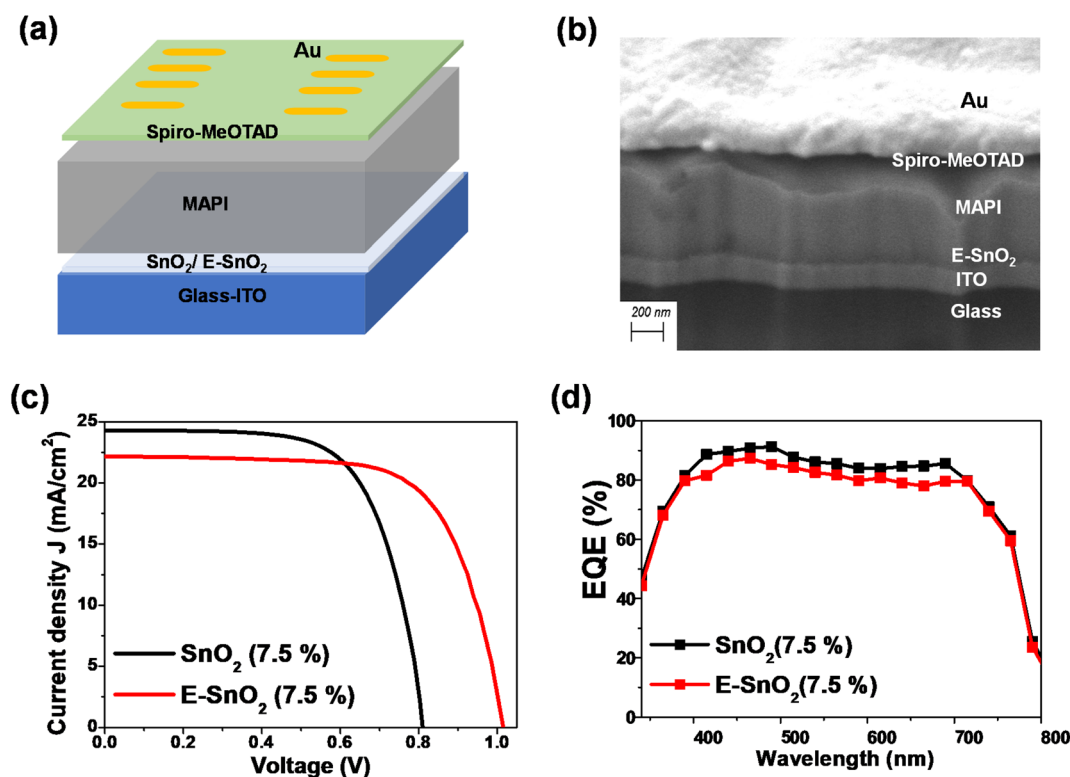 (a)
Au
Spiro-MeOTAD
MAPI
SnO₂/ E-SnO₂
Glass-ITO
(b)
Au
Spiro-MeOTAD
MAPI
E-SnO₂
ITO
Glass
200 nm
(c)
Current density J (mA/cm²)
25
20
15
10
5
0
0.0 0.2 0.4 0.6 0.8 1.0
Voltage (V)
SnO₂ (7.5 %)
E-SnO₂ (7.5 %)
(d)
EQE (%)
100
80
60
40
20
0
400 500 600 700 800
Wavelength (nm)
SnO₂(7.5 %)
E-SnO₂(7.5 %)